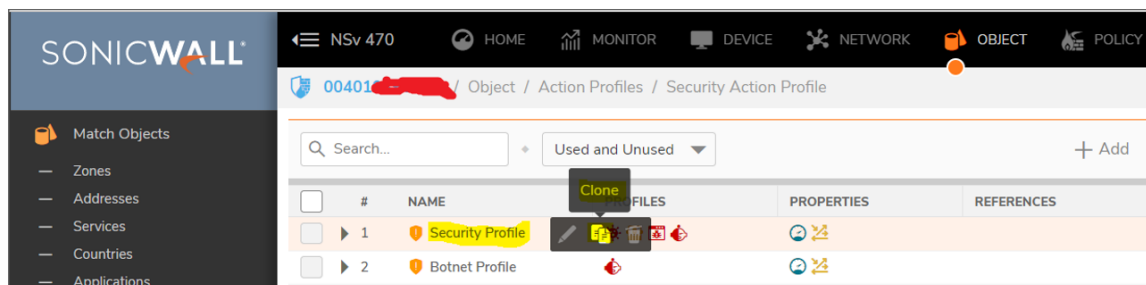 SONICWALL
NSv 470 HOME MONITOR DEVICE NETWORK OBJECT POLICY
00401 / Object / Action Profiles / Security Action Profile
Match Objects
Search... Used and Unused + Add
Zones
Clone
Addresses
# NAME PROFILES PROPERTIES REFERENCES
Services
1 Security Profile
Countries
2 Botnet Profile
Applications